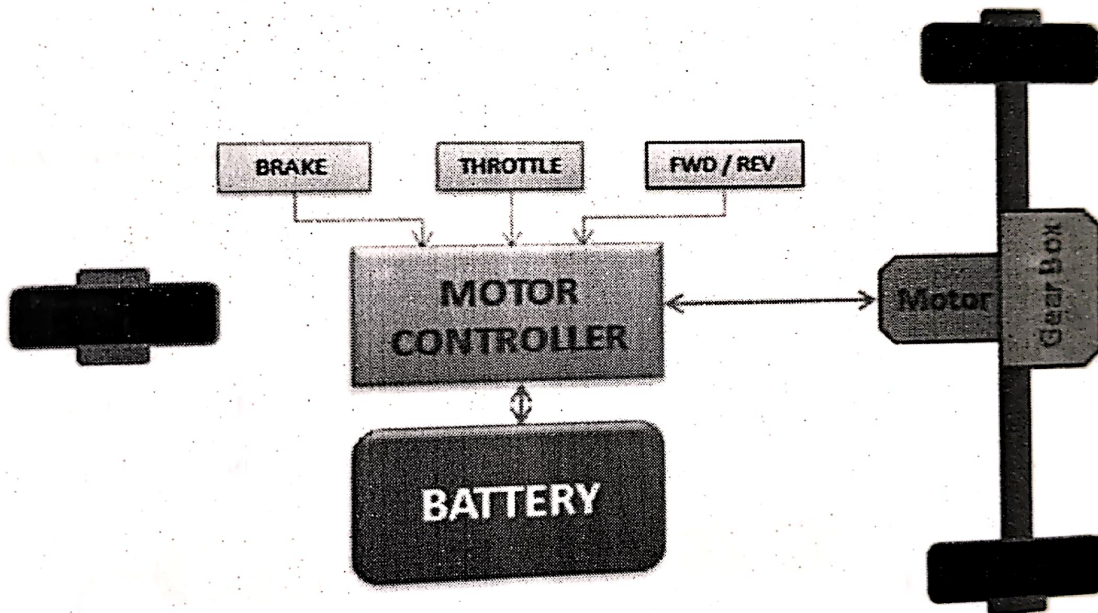 BRAKE
THROTTLE
FWD / REV
MOTOR
CONTROLLER
Motor
Gear Box
BATTERY